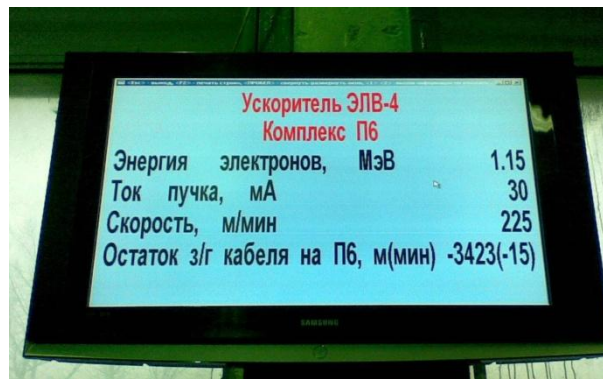 Ускоритель ЭЛВ-4
Комплекс П6
Энергия электронов, МэВ 1.15
Ток пучка, мА 30
Скорость, м/мин 225
Остаток з/г кабеля на П6, м(мин) -3423(-15)
SAMSUNG